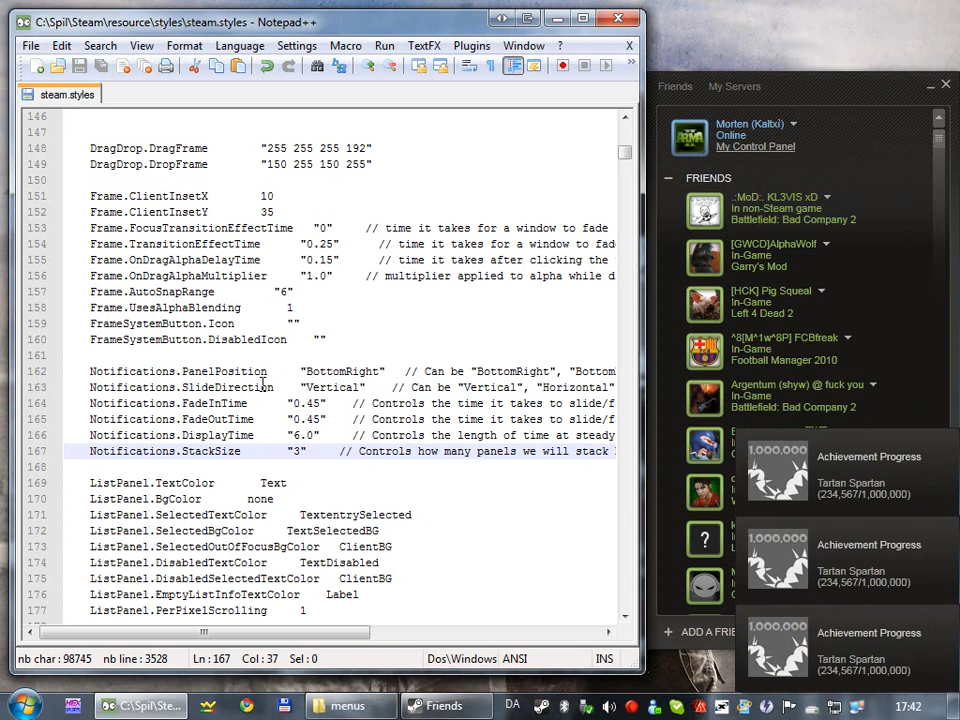 C:\Spil\Steam\resource\styles\steam.styles - Notepad++
File Edit Search View Format Language Settings Macro Run TextFX Plugins Window ? X
steam.styles
146
147
148 DragDrop.DragFrame "255 255 255 192"
149 DragDrop.DropFrame "150 255 150 255"
150
151 Frame.ClientInsetX 10
152 Frame.ClientInsetY 35
153 Frame.FocusTransitionEffectTime "0" // time it takes for a window to fade
154 Frame.TransitionEffectTime "0.25" // time it takes for a window to fade
155 Frame.OnDragAlphaDelayTime "0.15" // time it takes after clicking the
156 Frame.OnDragAlphaMultiplier "1.0" // multiplier applied to alpha while d
157 Frame.AutoSnapRange "6"
158 Frame.UsesAlphaBlending 1
159 FrameSystemButton.Icon ""
160 FrameSystemButton.DisabledIcon ""
161
162 Notifications.PanelPosition "BottomRight" // Can be "BottomRight", "Bottom
163 Notifications.SlideDirection "Vertical" // Can be "Vertical", "Horizontal"
164 Notifications.FadeInTime "0.45" // Controls the time it takes to slide/f
165 Notifications.FadeOutTime "0.45" // Controls the time it takes to slide/f
166 Notifications.DisplayTime "6.0" // Controls the length of time at steady
167 Notifications.StackSize "3" // Controls how many panels we will stack
168
169 ListPanel.TextColor Text
170 ListPanel.BgColor none
171 ListPanel.SelectedTextColor TextentrySelected
172 ListPanel.SelectedBgColor TextSelectedBG
173 ListPanel.SelectedOutOfFocusBgColor ClientBG
174 ListPanel.DisabledTextColor TextDisabled
175 ListPanel.DisabledSelectedTextColor ClientBG
176 ListPanel.EmptyListInfoTextColor Label
177 ListPanel.PerPixelScrolling 1
nb char : 98745 nb line : 3528 Ln : 167 Col : 37 Sel : 0 Dos\Windows ANSI INS
Friends My Servers
Morten (Kaltxi)
Online
My Control Panel
FRIENDS
.:MoD:. KL3VIS xD
In non-Steam game
Battlefield: Bad Company 2
[GWCD]AlphaWolf
In-Game
Garry's Mod
[HCK] Pig Squeal
In-Game
Left 4 Dead 2
^8[M^1w^8P] FCBfreak
In-Game
Football Manager 2010
Argentum (shyw) @ fuck you
In-Game
Battlefield: Bad Company 2
ADD A FRIE
1,000,000
Achievement Progress
Tartan Spartan
(234,567/1,000,000)
1,000,000
Achievement Progress
Tartan Spartan
(234,567/1,000,000)
1,000,000
Achievement Progress
Tartan Spartan
(234,567/1,000,000)
HEX C:\Spil\Ste... menus Friends DA 17:42